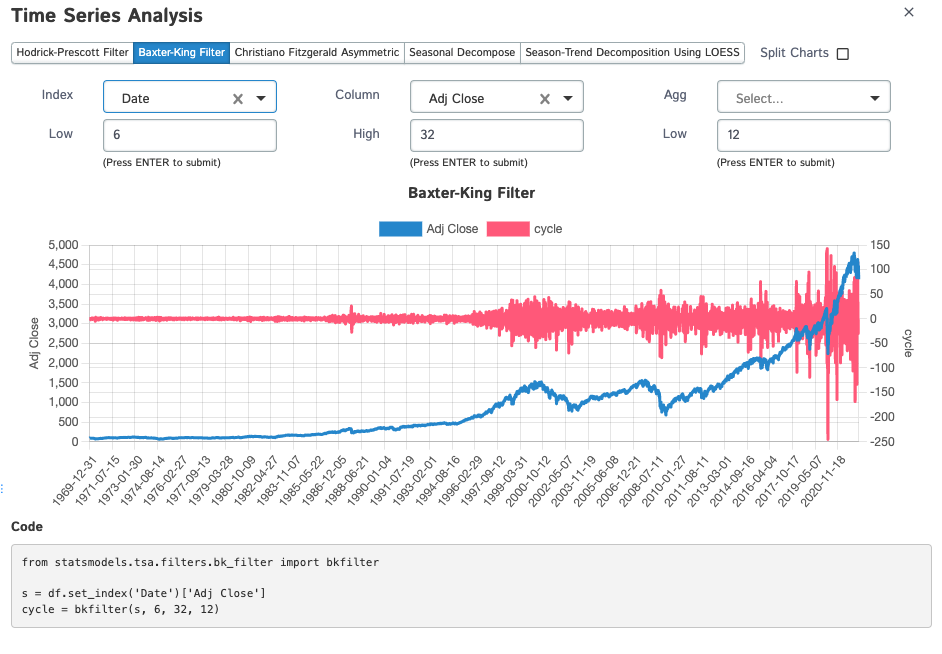 Time Series Analysis
Hodrick-Prescott Filter Baxter-King Filter Christiano Fitzgerald Asymmetric Seasonal Decompose Season-Trend Decomposition Using LOESS Split Charts
Index Date Column Adj Close Agg Select...
Low 6 High 32 Low 12
(Press ENTER to submit) (Press ENTER to submit) (Press ENTER to submit)
Baxter-King Filter
Adj Close cycle
5,000 150
4,500 100
4,000 50
3,500 0
3,000 -50
2,500 -100
2,000 -150
1,500 -200
1,000 -250
500
0
Adj Close
cycle
1969-12-31 1971-07-15 1973-01-30 1974-08-14 1976-02-27 1977-09-13 1979-03-28 1980-10-09 1982-04-27 1983-11-07 1985-05-22 1986-12-05 1988-06-21 1990-01-04 1991-07-19 1993-02-01 1994-08-16 1996-02-29 1997-09-12 1999-03-31 2000-10-12 2002-05-07 2003-11-19 2005-06-08 2006-12-21 2008-07-11 2010-01-27 2011-08-11 2013-03-01 2014-09-16 2016-04-04 2017-10-17 2019-05-07 2020-11-18
Code
from statsmodels.tsa.filters.bk_filter import bkfilter
s = df.set_index('Date')['Adj Close']
cycle = bkfilter(s, 6, 32, 12)